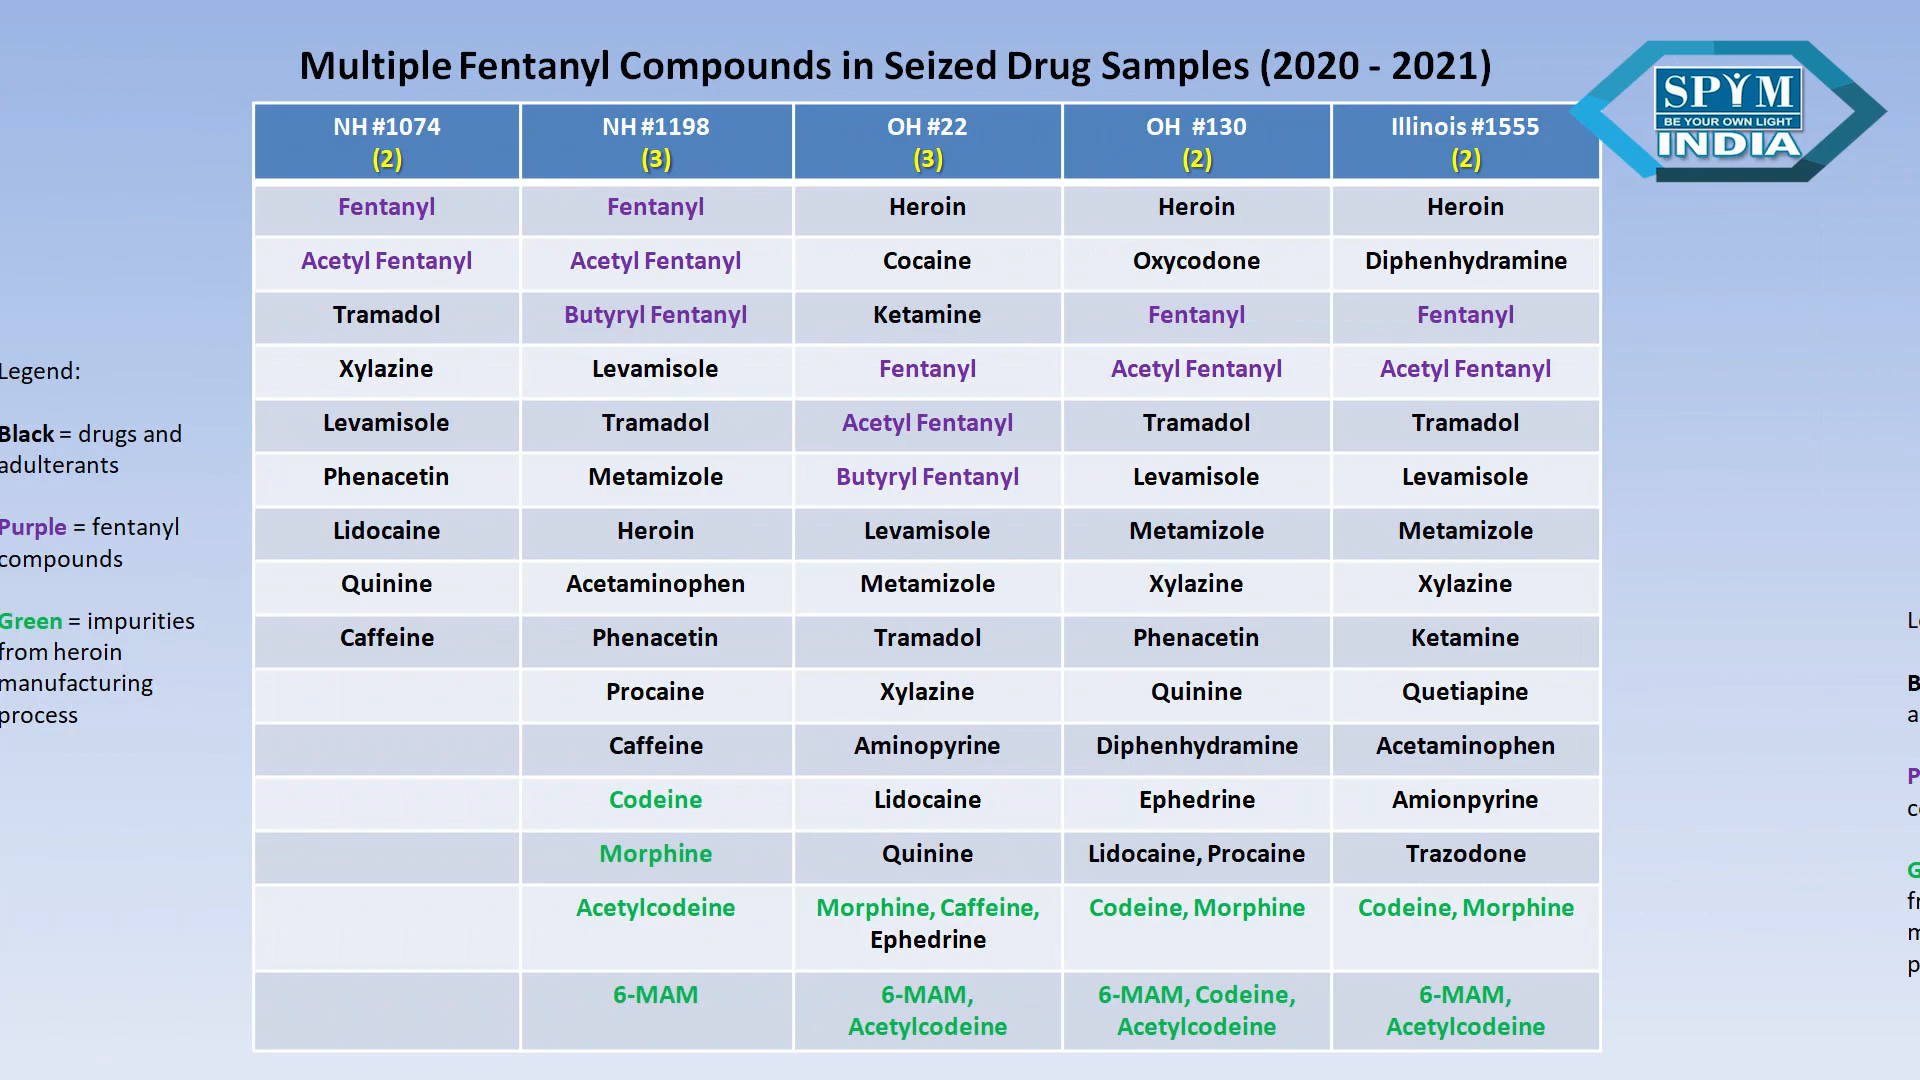 Multiple Fentanyl Compounds in Seized Drug Samples (2020 - 2021)
SPYM
BE YOUR OWN LIGHT
INDIA
NH #1074 NH #1198 OH #22 OH #130 Illinois #1555
(2) (3) (3) (2) (2)
Fentanyl Fentanyl Heroin Heroin Heroin
Acetyl Fentanyl Acetyl Fentanyl Cocaine Oxycodone Diphenhydramine
Tramadol Butyryl Fentanyl Ketamine Fentanyl Fentanyl
Xylazine Levamisole Fentanyl Acetyl Fentanyl Acetyl Fentanyl
Levamisole Tramadol Acetyl Fentanyl Tramadol Tramadol
Phenacetin Metamizole Butyryl Fentanyl Levamisole Levamisole
Lidocaine Heroin Levamisole Metamizole Metamizole
Quinine Acetaminophen Metamizole Xylazine Xylazine
Caffeine Phenacetin Tramadol Phenacetin Ketamine
Procaine Xylazine Quinine Quetiapine
Caffeine Aminopyrine Diphenhydramine Acetaminophen
Codeine Lidocaine Ephedrine Amionpyrine
Morphine Quinine Lidocaine, Procaine Trazodone
Acetylcodeine Morphine, Caffeine, Codeine, Morphine Codeine, Morphine
Ephedrine
6-MAM 6-MAM, 6-MAM, Codeine, 6-MAM,
Acetylcodeine Acetylcodeine Acetylcodeine
Legend:
Black = drugs and
adulterants
Purple = fentanyl
compounds
Green = impurities
from heroin
manufacturing
process